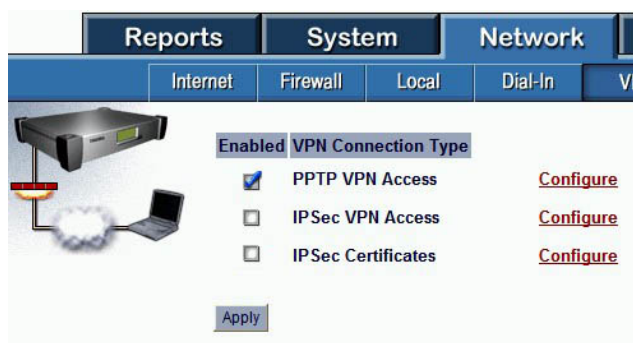 Reports System Network
Internet Firewall Local Dial-In
Enabled VPN Connection Type
PPTP VPN Access Configure
IPSec VPN Access Configure
IPSec Certificates Configure
Apply